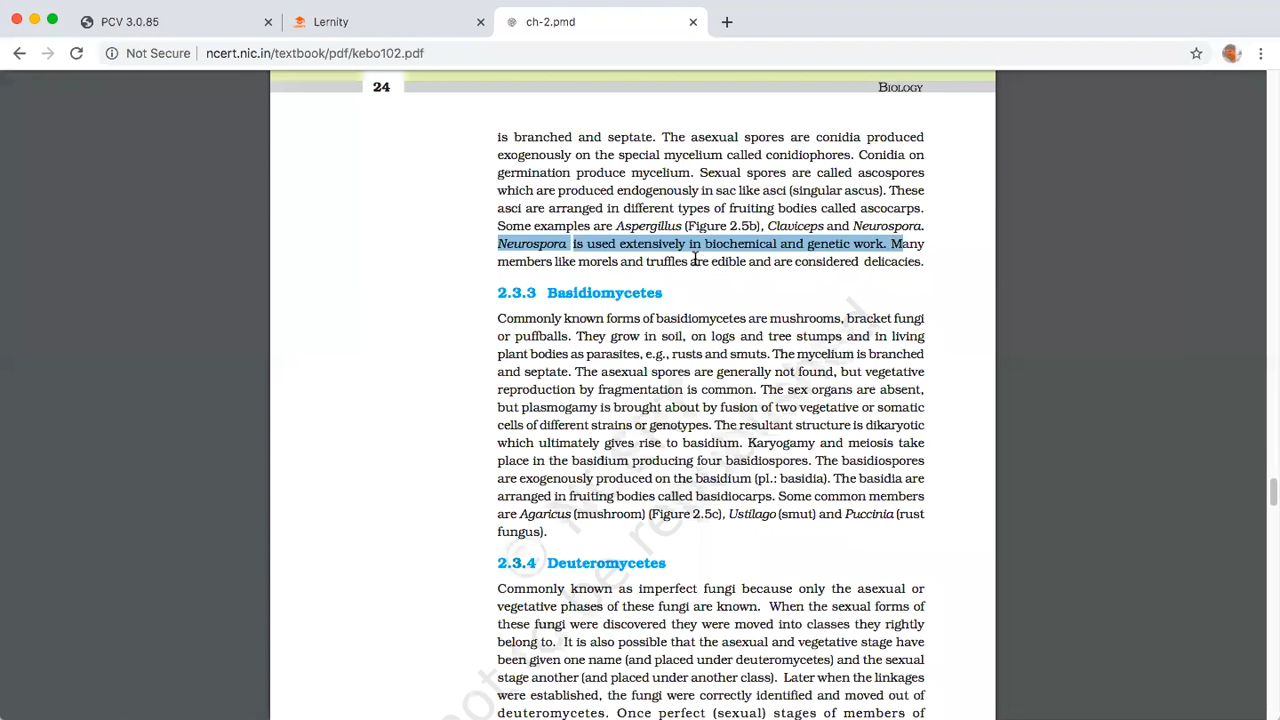 PCV 3.0.85
Lernity
ch-2.pmd
Not Secure
ncert.nic.in/textbook/pdf/kebo102.pdf
24
BIOLOGY
is branched and septate. The asexual spores are conidia produced
exogenously on the special mycelium called conidiophores. Conidia on
germination produce mycelium. Sexual spores are called ascospores
which are produced endogenously in sac like asci (singular ascus). These
asci are arranged in different types of fruiting bodies called ascocarps.
Some examples are Aspergillus (Figure 2.5b), Claviceps and Neurospora.
Neurospora is used extensively in biochemical and genetic work. Many
members like morels and truffles are edible and are considered delicacies.
2.3.3 Basidiomycetes
Commonly known forms of basidiomycetes are mushrooms, bracket fungi
or puffballs. They grow in soil, on logs and tree stumps and in living
plant bodies as parasites, e.g., rusts and smuts. The mycelium is branched
and septate. The asexual spores are generally not found, but vegetative
reproduction by fragmentation is common. The sex organs are absent,
but plasmogamy is brought about by fusion of two vegetative or somatic
cells of different strains or genotypes. The resultant structure is dikaryotic
which ultimately gives rise to basidium. Karyogamy and meiosis take
place in the basidium producing four basidiospores. The basidiospores
are exogenously produced on the basidium (pl.: basidia). The basidia are
arranged in fruiting bodies called basidiocarps. Some common members
are Agaricus (mushroom) (Figure 2.5c), Ustilago (smut) and Puccinia (rust
fungus).
2.3.4 Deuteromycetes
Commonly known as imperfect fungi because only the asexual or
vegetative phases of these fungi are known. When the sexual forms of
these fungi were discovered they were moved into classes they rightly
belong to. It is also possible that the asexual and vegetative stage have
been given one name (and placed under deuteromycetes) and the sexual
stage another (and placed under another class). Later when the linkages
were established, the fungi were correctly identified and moved out of
deuteromycetes. Once perfect (sexual) stages of members of